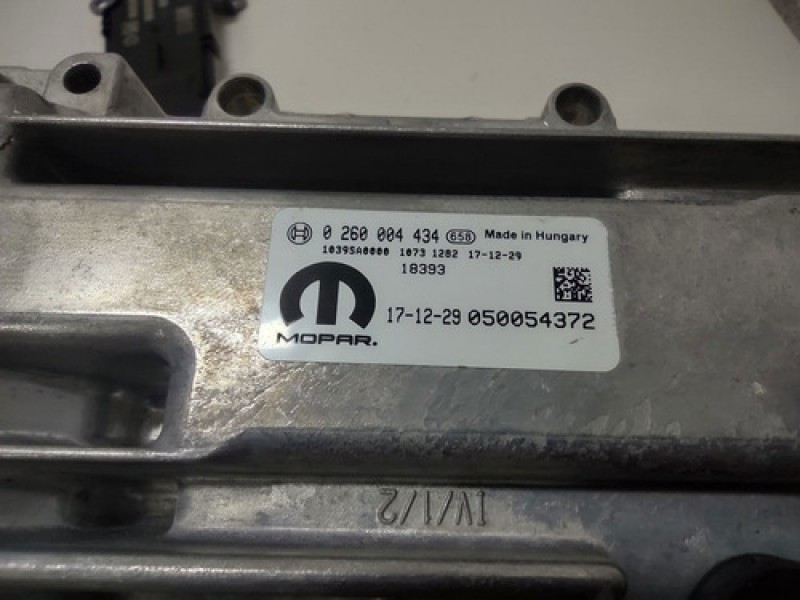 0 260 004 434 658 Made in Hungary
1039SA0000 1073 1282 17-12-29
18393
17-12-29 050054372
MOPAR.
IV/1/2